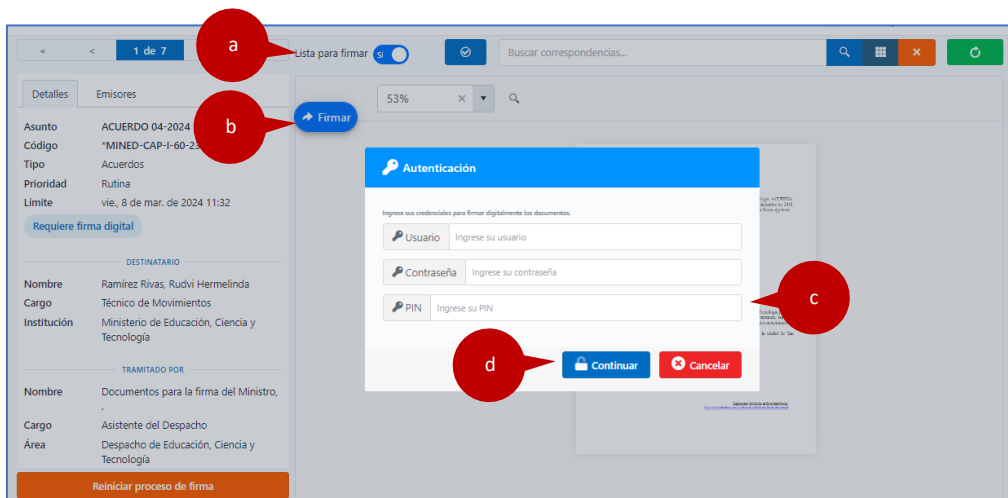 « < 1 de 7
a
Lista para firmar si
Buscar correspondencias...
Detalles Emisores
53%
b
Firmar
Asunto ACUERDO 04-2024
Código *MINED-CAP-I-60-23
Tipo Acuerdos
Prioridad Rutina
Límite vie., 8 de mar. de 2024 11:32
Requiere firma digital
DESTINATARIO
Nombre Ramírez Rivas, Rudvi Hermelinda
Cargo Técnico de Movimientos
Institución Ministerio de Educación, Ciencia y
Tecnología
TRAMITADO POR
Nombre Documentos para la firma del Ministro,
.
Cargo Asistente del Despacho
Área Despacho de Educación, Ciencia y
Tecnología
Reiniciar proceso de firma
Autenticación
Ingrese sus credenciales para firmar digitalmente los documentos.
Usuario Ingrese su usuario
Contraseña Ingrese su contraseña
PIN Ingrese su PIN
c
d
Continuar Cancelar